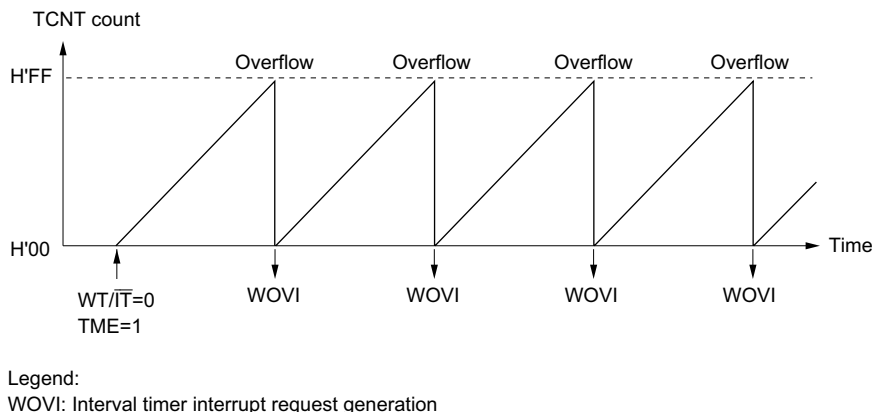 TCNT count
Overflow Overflow Overflow Overflow
H'FF
H'00
Time
WT/I̅T̅=0
TME=1
WOVI WOVI WOVI WOVI
Legend:
WOVI: Interval timer interrupt request generation